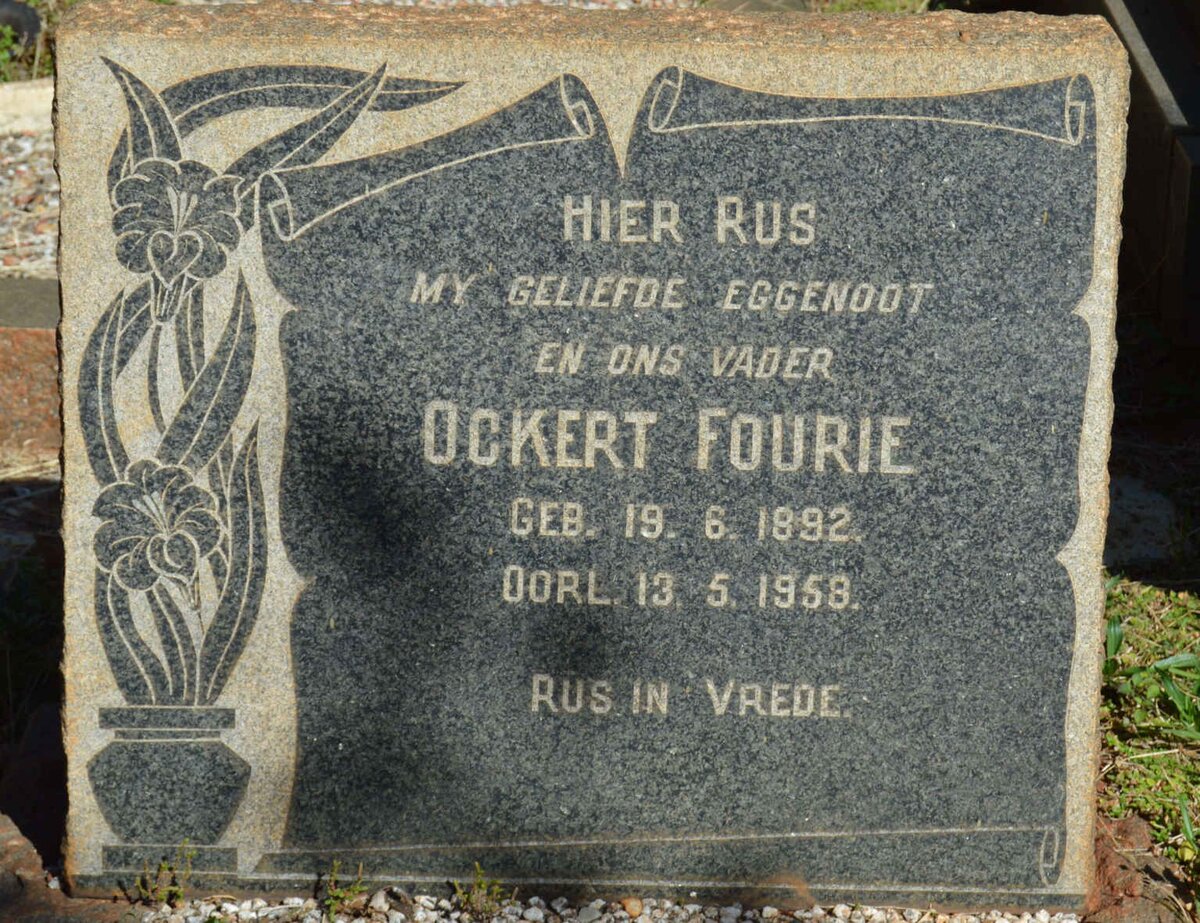 HIER RUS
MY GELIEFDE EGGENOOT
EN ONS VADER
OCKERT FOURIE
GEB. 19. 6. 1892.
OORL. 13. 5. 1958.
RUS IN VREDE.